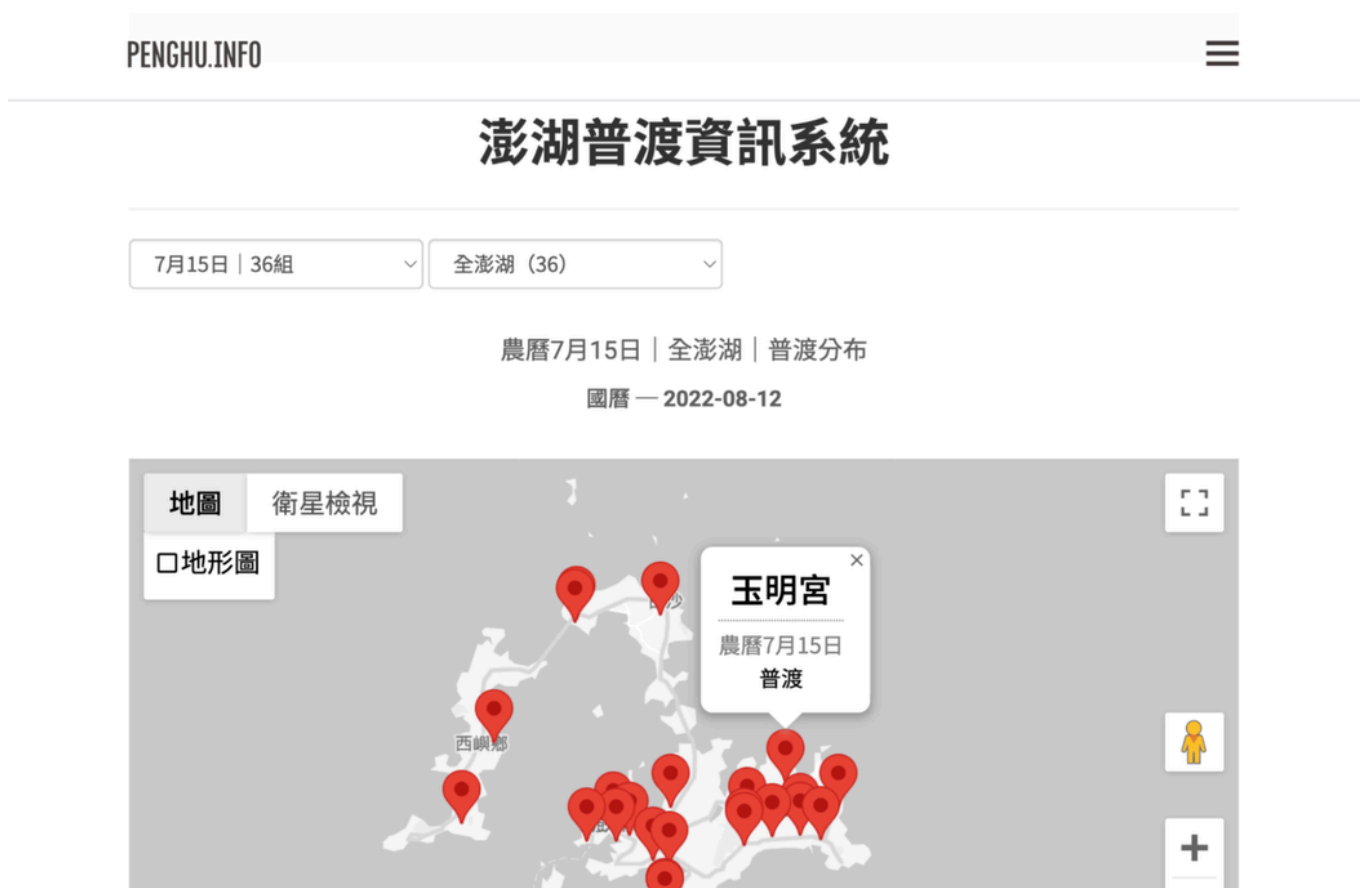 PENGHU.INFO
澎湖普渡資訊系統
7月15日｜36組
全澎湖（36）
農曆7月15日｜全澎湖｜普渡分布
國曆 — 2022-08-12
地圖
衛星檢視
地形圖
×
玉明宮
農曆7月15日
普渡
西嶼鄉
+